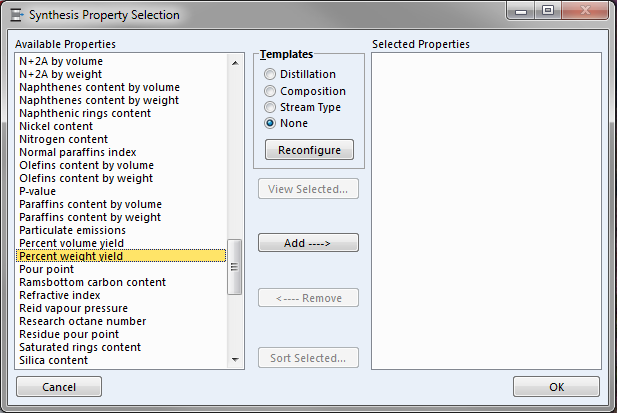 Synthesis Property Selection
Available Properties
N+2A by volume
N+2A by weight
Naphthenes content by volume
Naphthenes content by weight
Naphthenic rings content
Nickel content
Nitrogen content
Normal paraffins index
Olefins content by volume
Olefins content by weight
P-value
Paraffins content by volume
Paraffins content by weight
Particulate emissions
Percent volume yield
Percent weight yield
Pour point
Ramsbottom carbon content
Refractive index
Reid vapour pressure
Research octane number
Residue pour point
Saturated rings content
Silica content
Templates
Distillation
Composition
Stream Type
None
Reconfigure
View Selected...
Add ---->
<---- Remove
Sort Selected...
Selected Properties
Cancel
OK